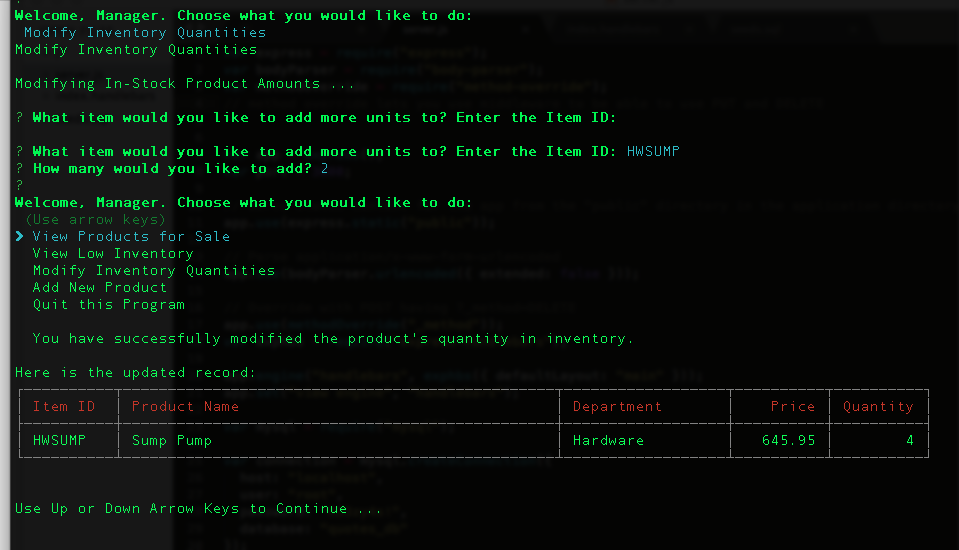 Welcome, Manager. Choose what you would like to do:
Modify Inventory Quantities
Modify Inventory Quantities
Modifying In-Stock Product Amounts ...
? What item would you like to add more units to? Enter the Item ID:
? What item would you like to add more units to? Enter the Item ID: HWSUMP
? How many would you like to add? 2
?
Welcome, Manager. Choose what you would like to do:
(Use arrow keys)
❯ View Products for Sale
View Low Inventory
Modify Inventory Quantities
Add New Product
Quit this Program
You have successfully modified the product's quantity in inventory.
Here is the updated record:
Item ID Product Name Department Price Quantity
HWSUMP Sump Pump Hardware 645.95 4
Use Up or Down Arrow Keys to Continue ...